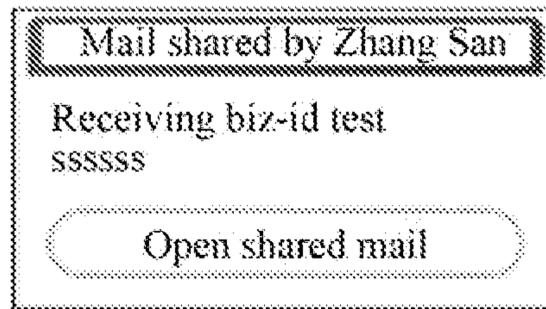 Mail shared by Zhang San
Receiving biz-id test
ssssss
Open shared mail